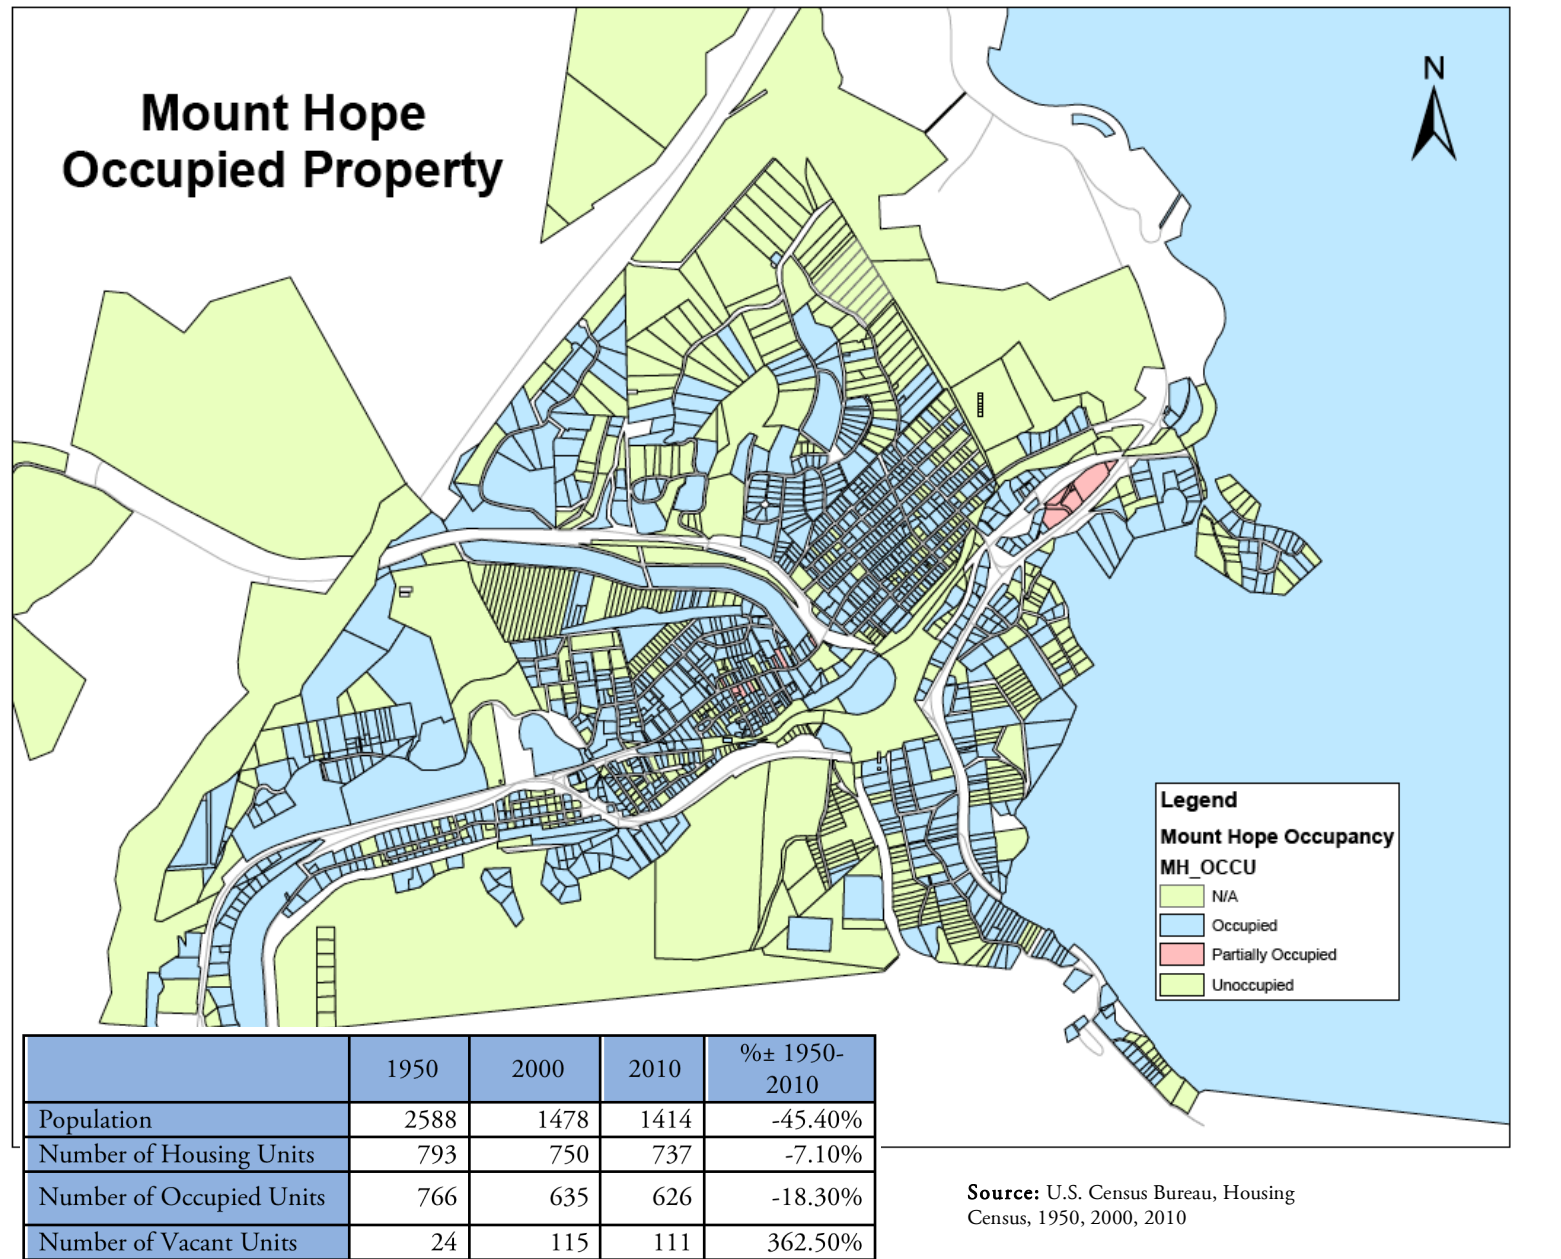 Mount Hope
Occupied Property
N
Legend
Mount Hope Occupancy
MH_OCCU
N/A
Occupied
Partially Occupied
Unoccupied
1950 2000 2010 %± 1950-
2010
Population 2588 1478 1414 -45.40%
Number of Housing Units 793 750 737 -7.10%
Number of Occupied Units 766 635 626 -18.30%
Number of Vacant Units 24 115 111 362.50%
Source: U.S. Census Bureau, Housing
Census, 1950, 2000, 2010